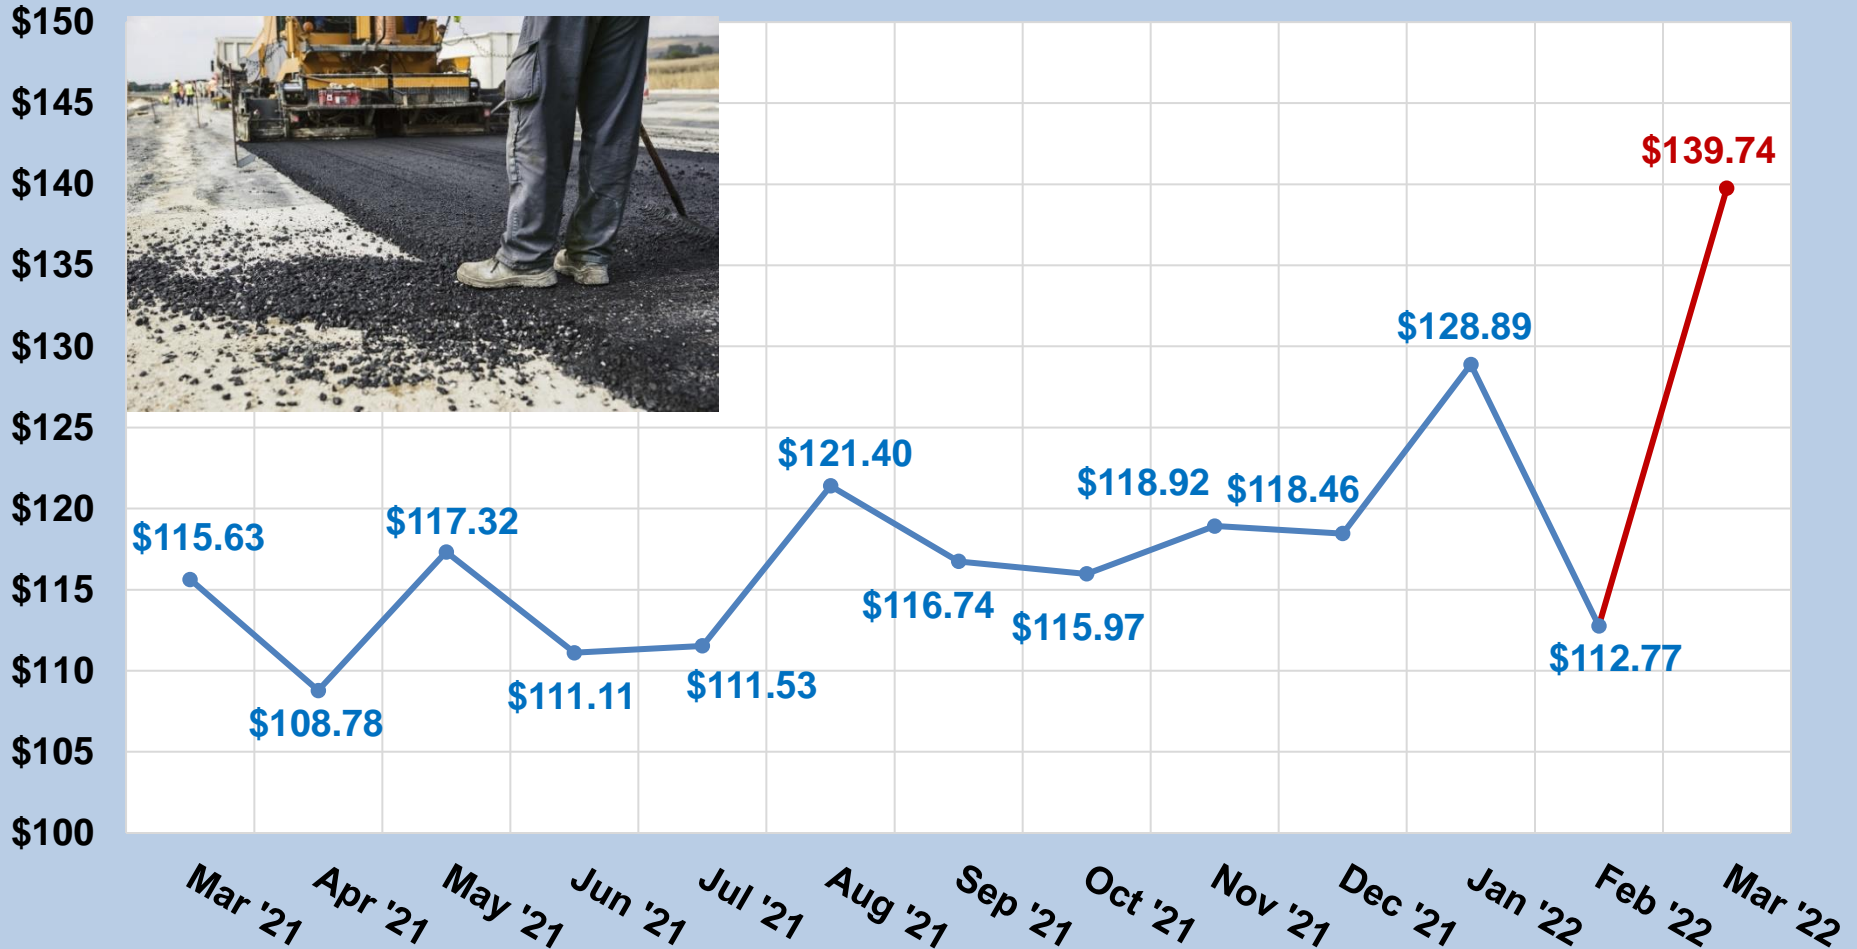 $150
$145
$140
$135
$130
$125
$120
$115
$110
$105
$100
$115.63
$108.78
$117.32
$111.11
$111.53
$121.40
$116.74
$115.97
$118.92
$118.46
$128.89
$112.77
$139.74
Mar '21
Apr '21
May '21
Jun '21
Jul '21
Aug '21
Sep '21
Oct '21
Nov '21
Dec '21
Jan '22
Feb '22
Mar '22